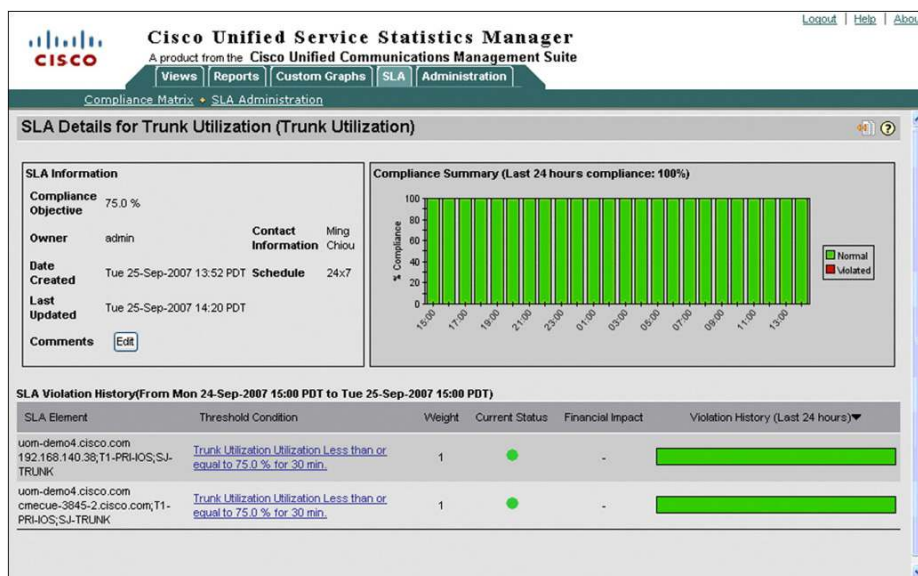 Logout | Help | Abou
CISCO
Cisco Unified Service Statistics Manager
A product from the Cisco Unified Communications Management Suite
Views Reports Custom Graphs SLA Administration
Compliance Matrix • SLA Administration
SLA Details for Trunk Utilization (Trunk Utilization)
?
SLA Information
Compliance
Objective
75.0 %
Owner
admin
Contact
Information
Ming
Chiou
Date
Created
Tue 25-Sep-2007 13:52 PDT
Schedule
24x7
Last
Updated
Tue 25-Sep-2007 14:20 PDT
Comments
Edit
Compliance Summary (Last 24 hours compliance: 100%)
% Compliance
100
80
60
40
20
0
15:00
17:00
19:00
21:00
23:00
01:00
03:00
05:00
07:00
09:00
11:00
13:00
Normal
Violated
SLA Violation History(From Mon 24-Sep-2007 15:00 PDT to Tue 25-Sep-2007 15:00 PDT)
SLA Element Threshold Condition Weight Current Status Financial Impact Violation History (Last 24 hours)
uom-demo4.cisco.com
192.168.140.38;T1-PRI-IOS;SJ-
TRUNK
Trunk Utilization Utilization Less than or
equal to 75.0 % for 30 min.
1
-
uom-demo4.cisco.com
cmecue-3845-2.cisco.com;T1-
PRI-IOS;SJ-TRUNK
Trunk Utilization Utilization Less than or
equal to 75.0 % for 30 min.
1
-